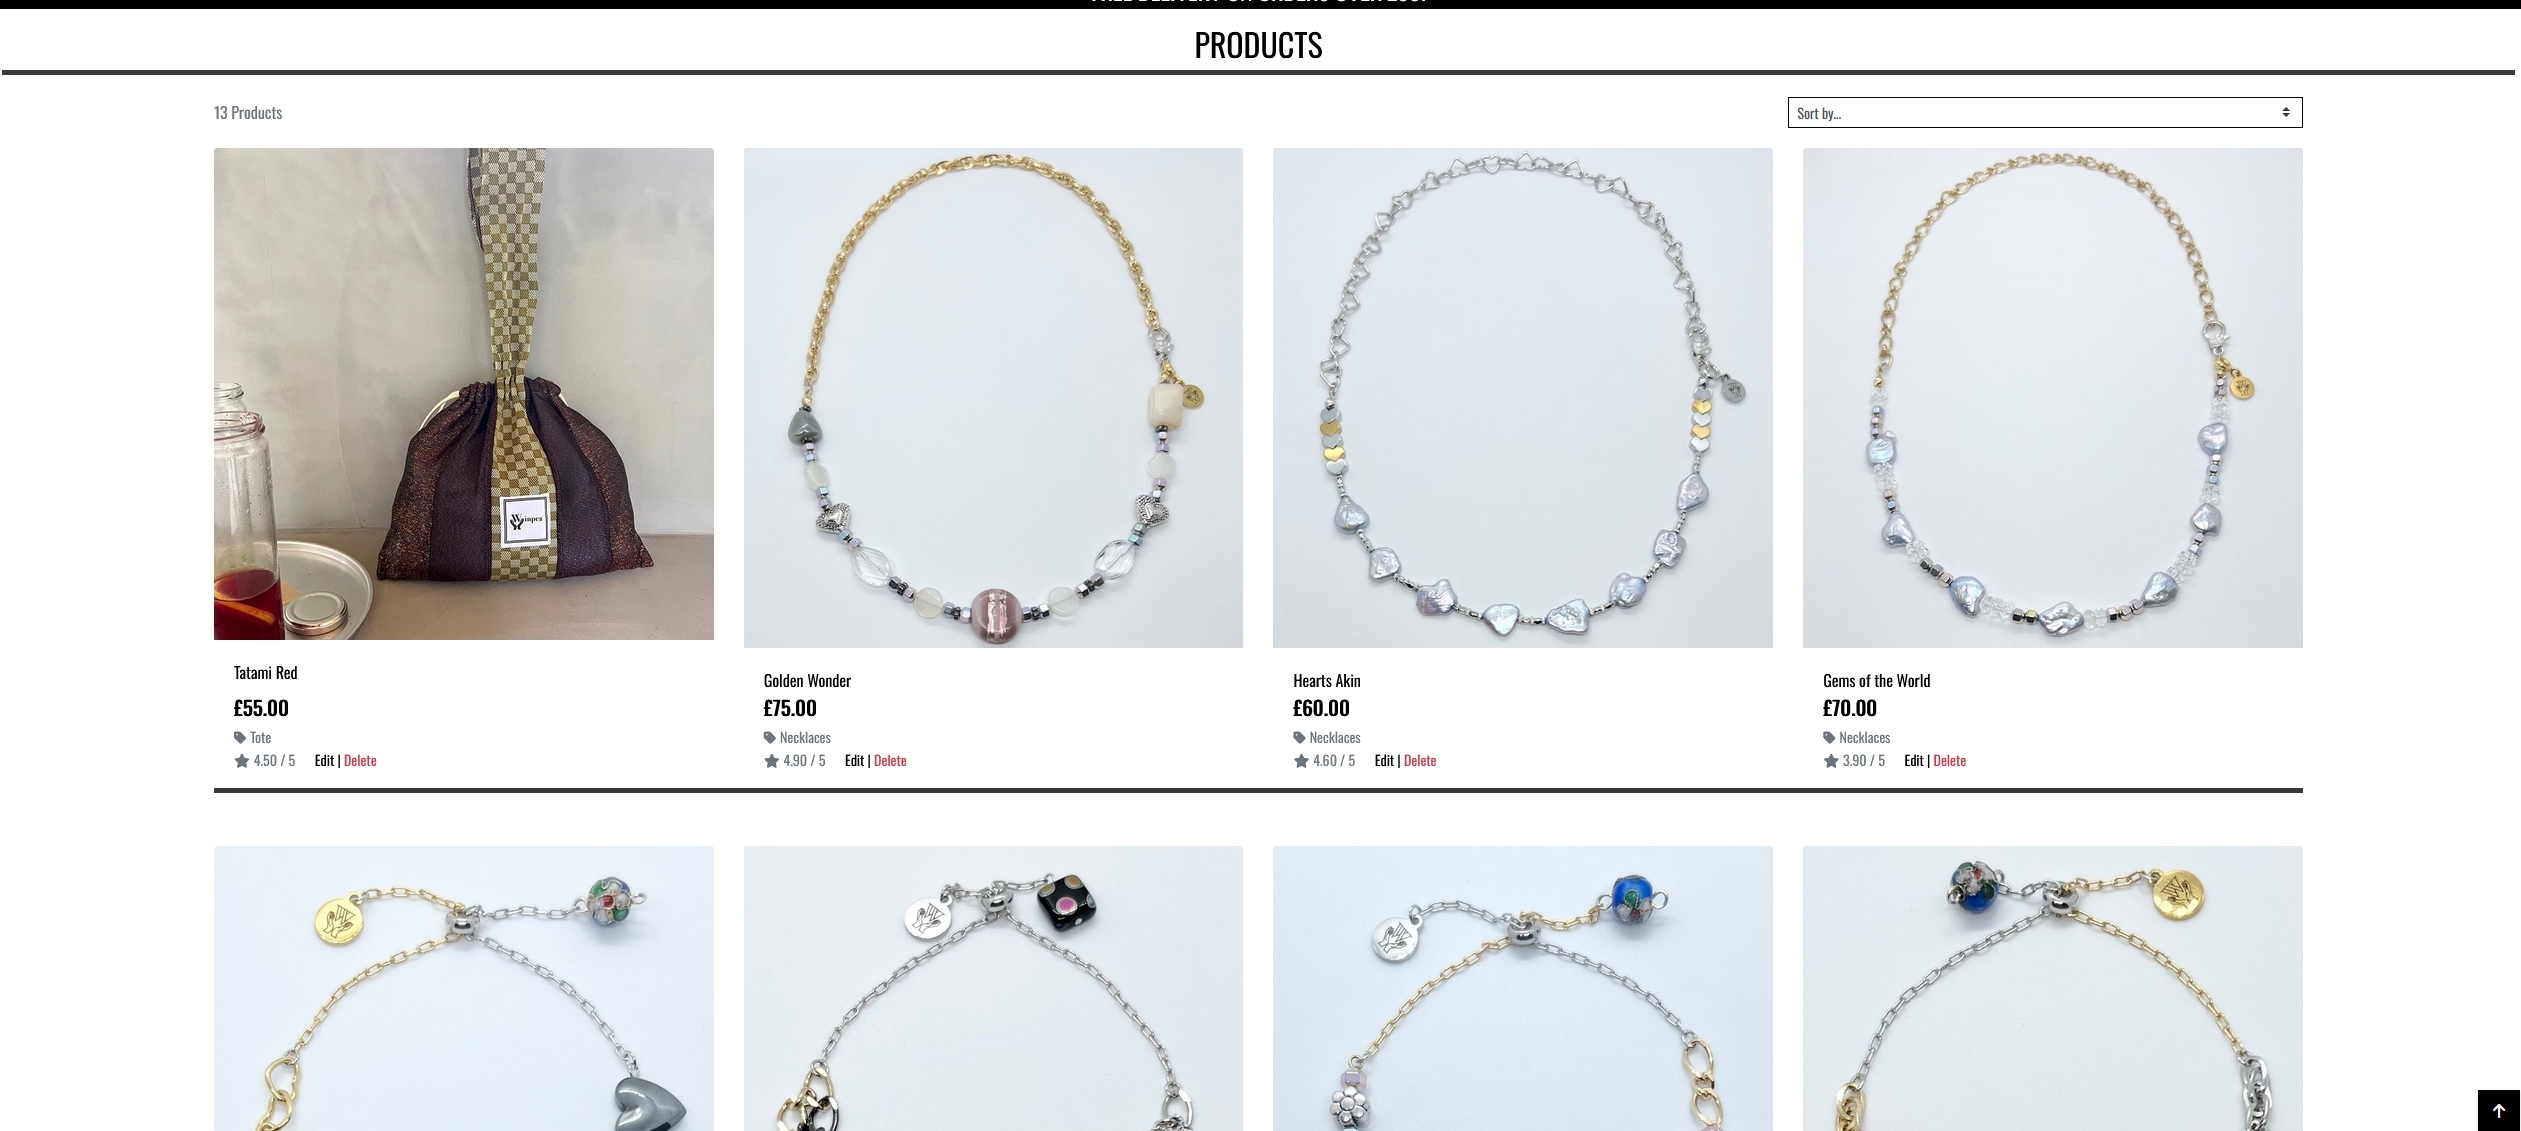 PRODUCTS
13 Products
Sort by...
Winpea
Tatami Red
£55.00
Tote
4.50 / 5 Edit | Delete
Golden Wonder
£75.00
Necklaces
4.90 / 5 Edit | Delete
Hearts Akin
£60.00
Necklaces
4.60 / 5 Edit | Delete
Gems of the World
£70.00
Necklaces
3.90 / 5 Edit | Delete